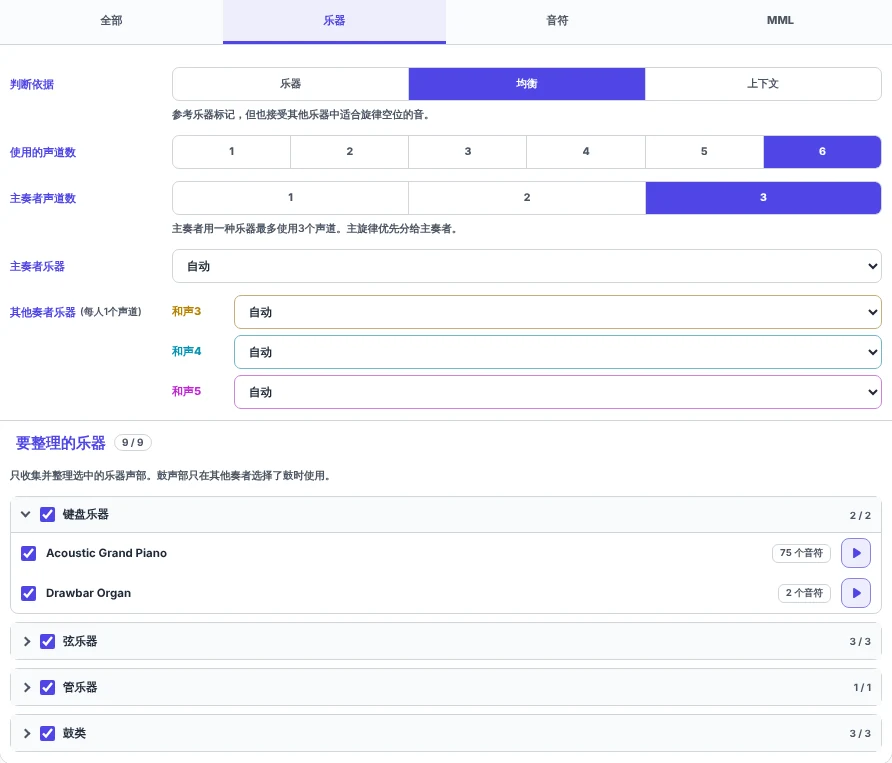 全部 乐器 音符 MML
判断依据 乐器 均衡 上下文
参考乐器标记，但也接受其他乐器中适合旋律空位的音。
使用的声道数 1 2 3 4 5 6
主奏者声道数 1 2 3
主奏者用一种乐器最多使用3个声道。主旋律优先分给主奏者。
主奏者乐器 自动
其他奏者乐器 (每人1个声道) 和声3 自动
和声4 自动
和声5 自动
要整理的乐器 9 / 9
只收集并整理选中的乐器声部。鼓声部只在其他奏者选择了鼓时使用。
键盘乐器 2 / 2
Acoustic Grand Piano 75 个音符
Drawbar Organ 2 个音符
弦乐器 3 / 3
管乐器 1 / 1
鼓类 3 / 3